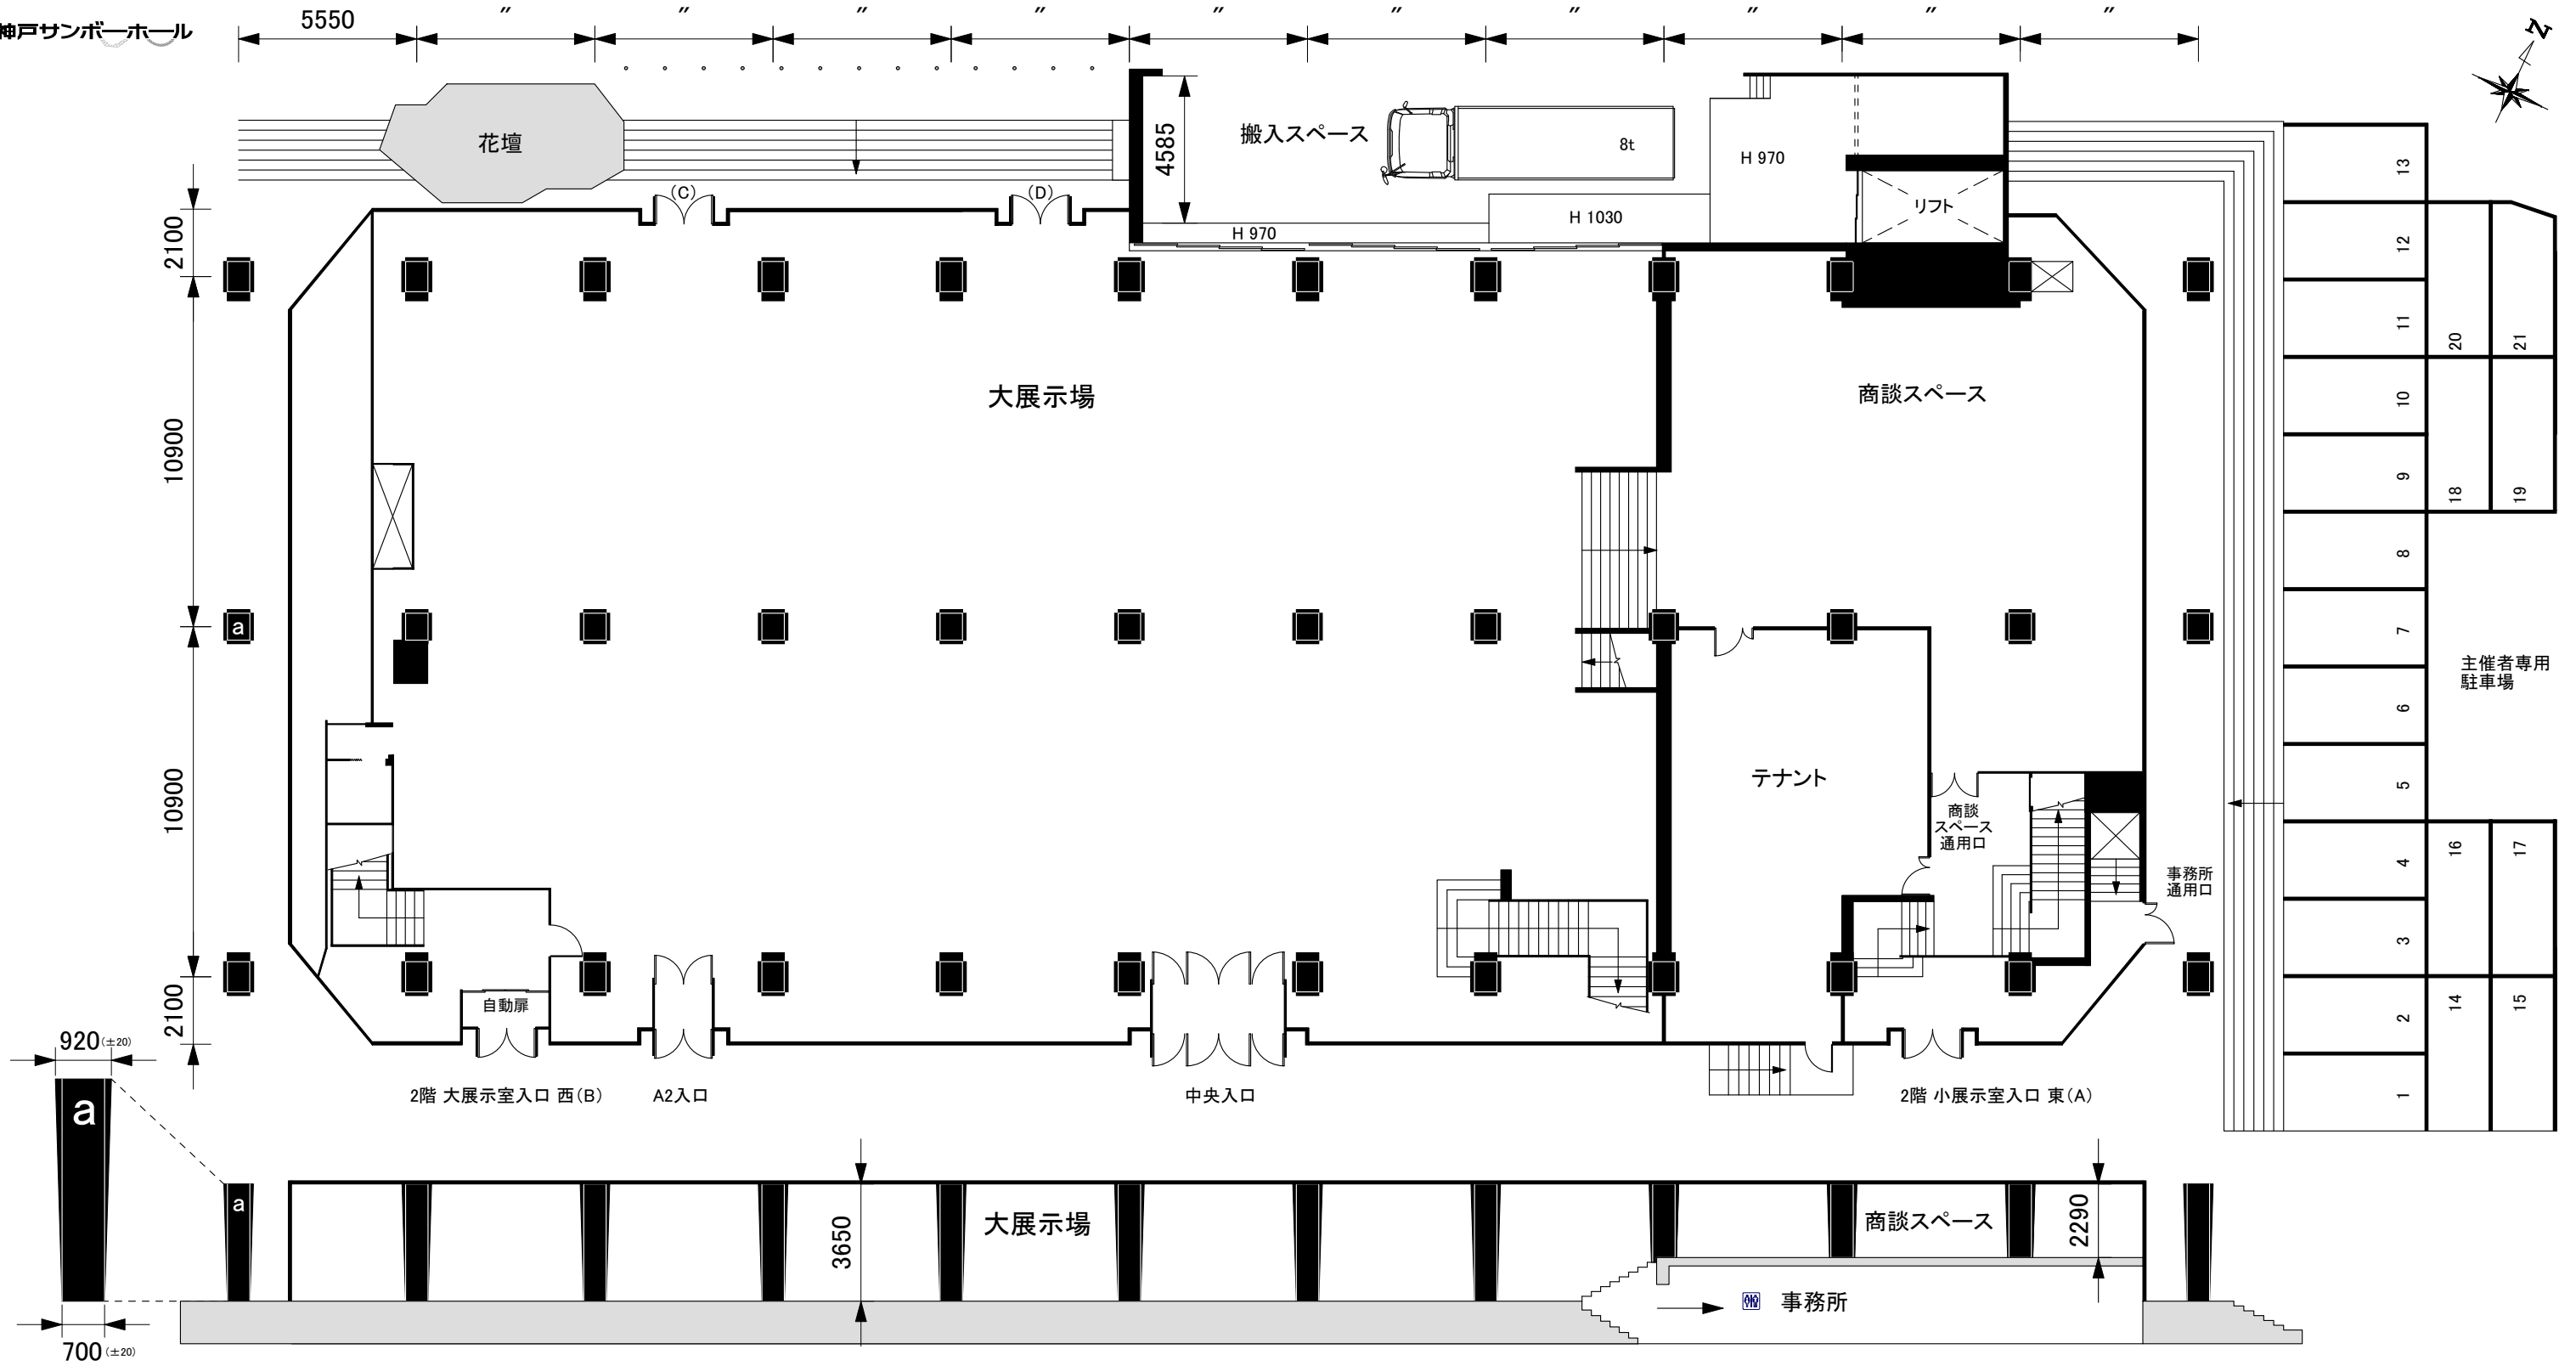 神戸サンボーホール
5550 〃 〃 〃 〃 〃 〃 〃 〃 〃 〃
N
花壇
(C)
(D)
4585
搬入スペース
8t
H 970
H 1030
H 970
リフト
2100
10900
10900
2100
大展示場
商談スペース
a
テナント
商談
スペース
通用口
事務所
通用口
自動扉
13
12
11
10
9
8
7
6
5
4
3
2
1
20
21
18
19
主催者専用
駐車場
16
17
14
15
2階 大展示室入口 西(B)
A2入口
中央入口
2階 小展示室入口 東(A)
920(±20)
a
700(±20)
a
3650
大展示場
商談スペース
2290
事務所